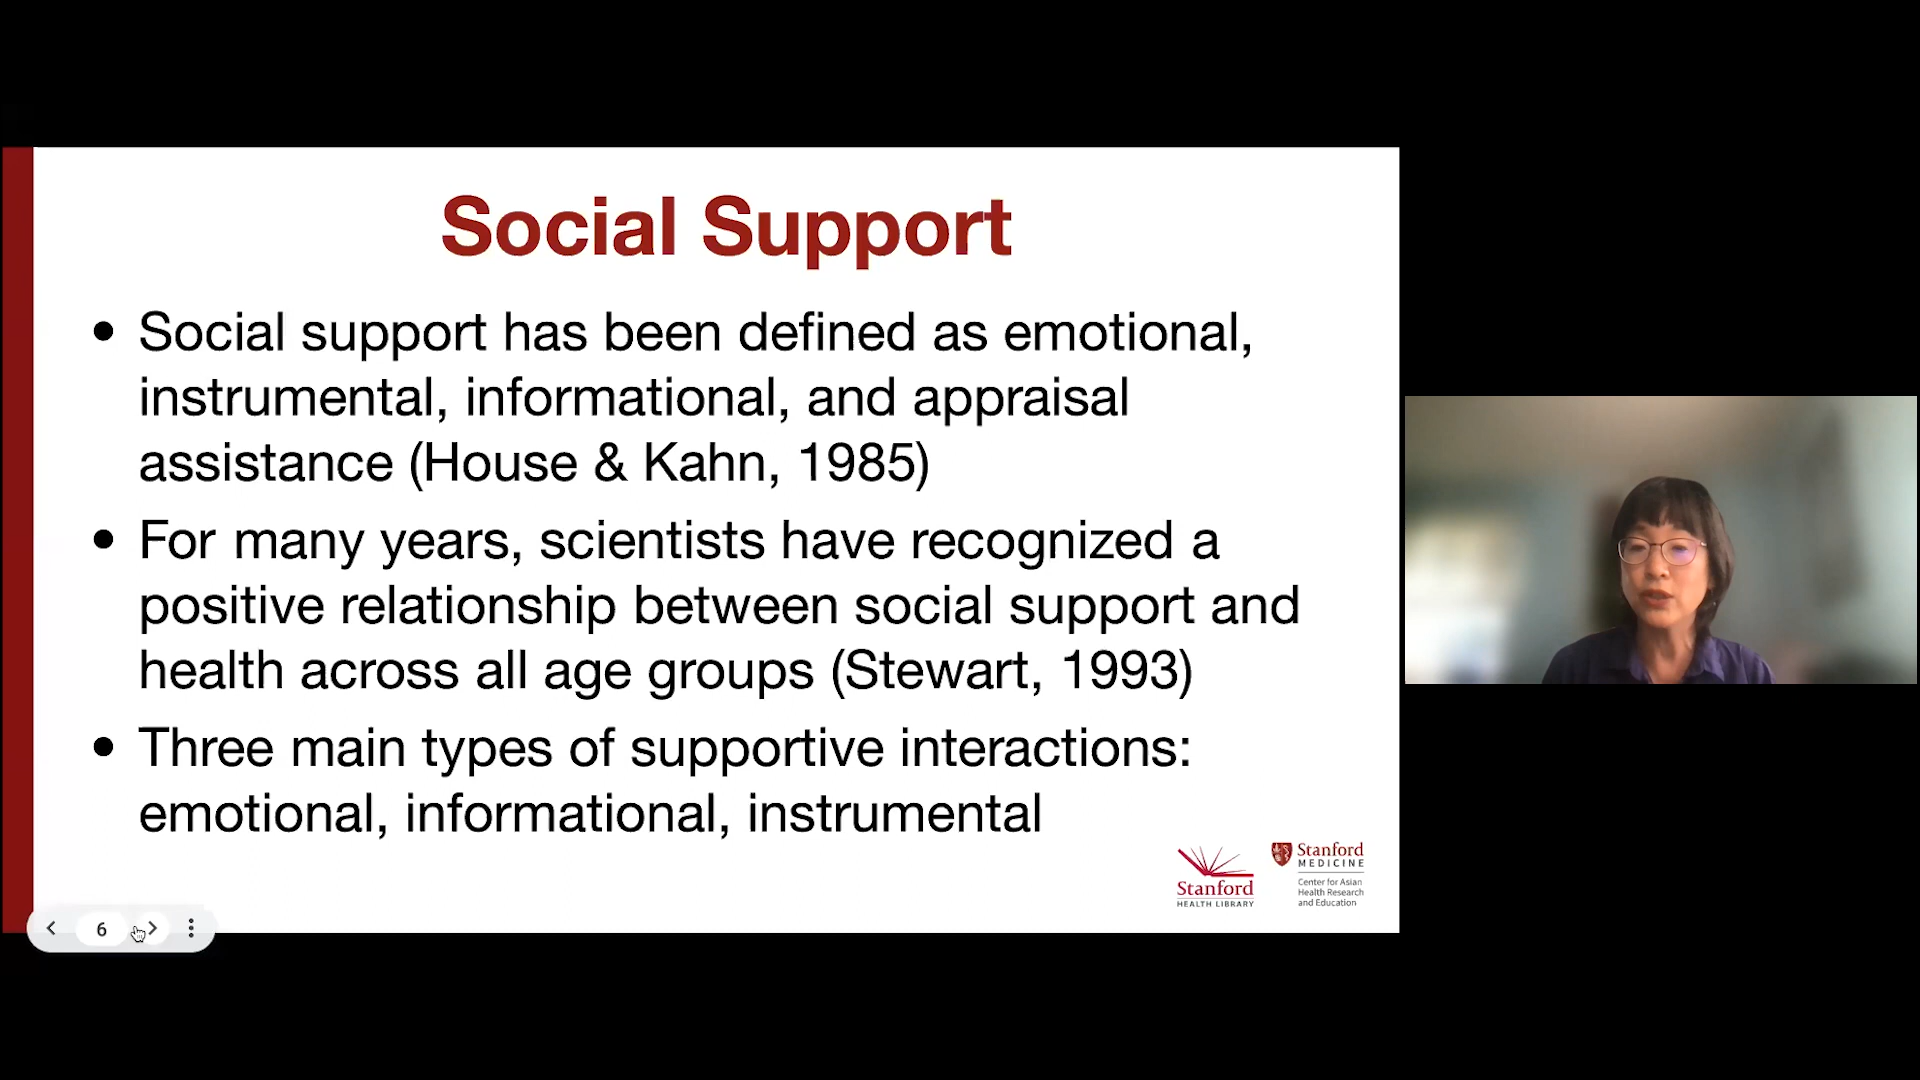 Social Support
• Social support has been defined as emotional,
instrumental, informational, and appraisal
assistance (House & Kahn, 1985)
• For many years, scientists have recognized a
positive relationship between social support and
health across all age groups (Stewart, 1993)
• Three main types of supportive interactions:
emotional, informational, instrumental
Stanford
HEALTH LIBRARY
Stanford
MEDICINE
Center for Asian
Health Research
and Education
6